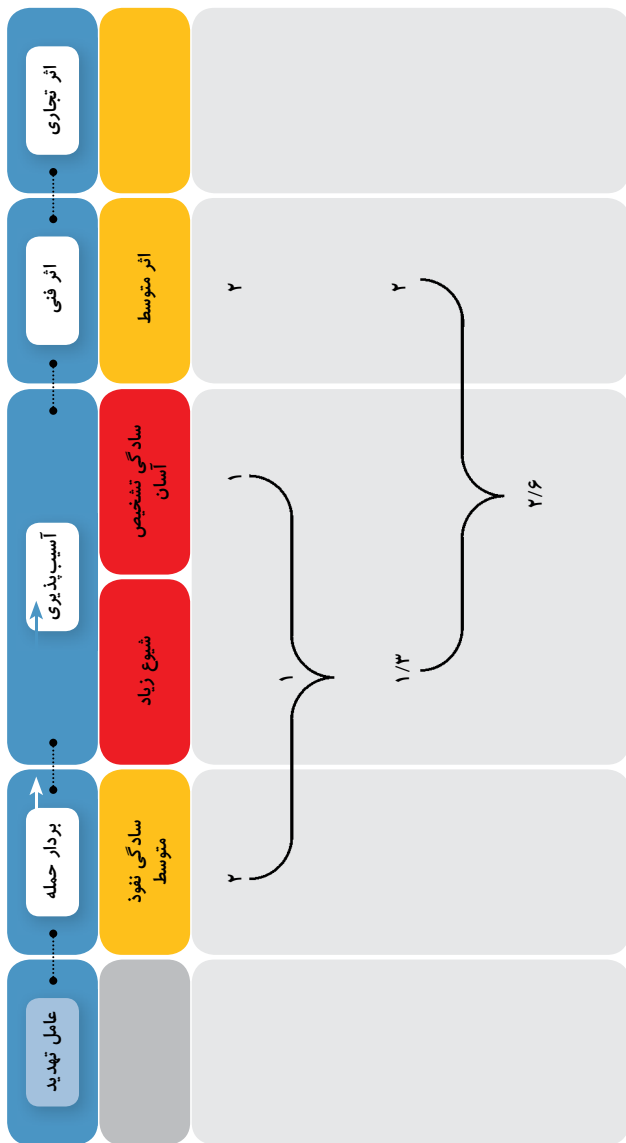 عامل تهدید
بردار حمله
آسیب‌پذیری
اثر فنی
اثر تجاری
سادگی نفوذ
متوسط
شیوع زیاد
سادگی تشخیص
آسان
اثر متوسط
۲
۱
۱
۲
۱/۳
۲
۲/۶